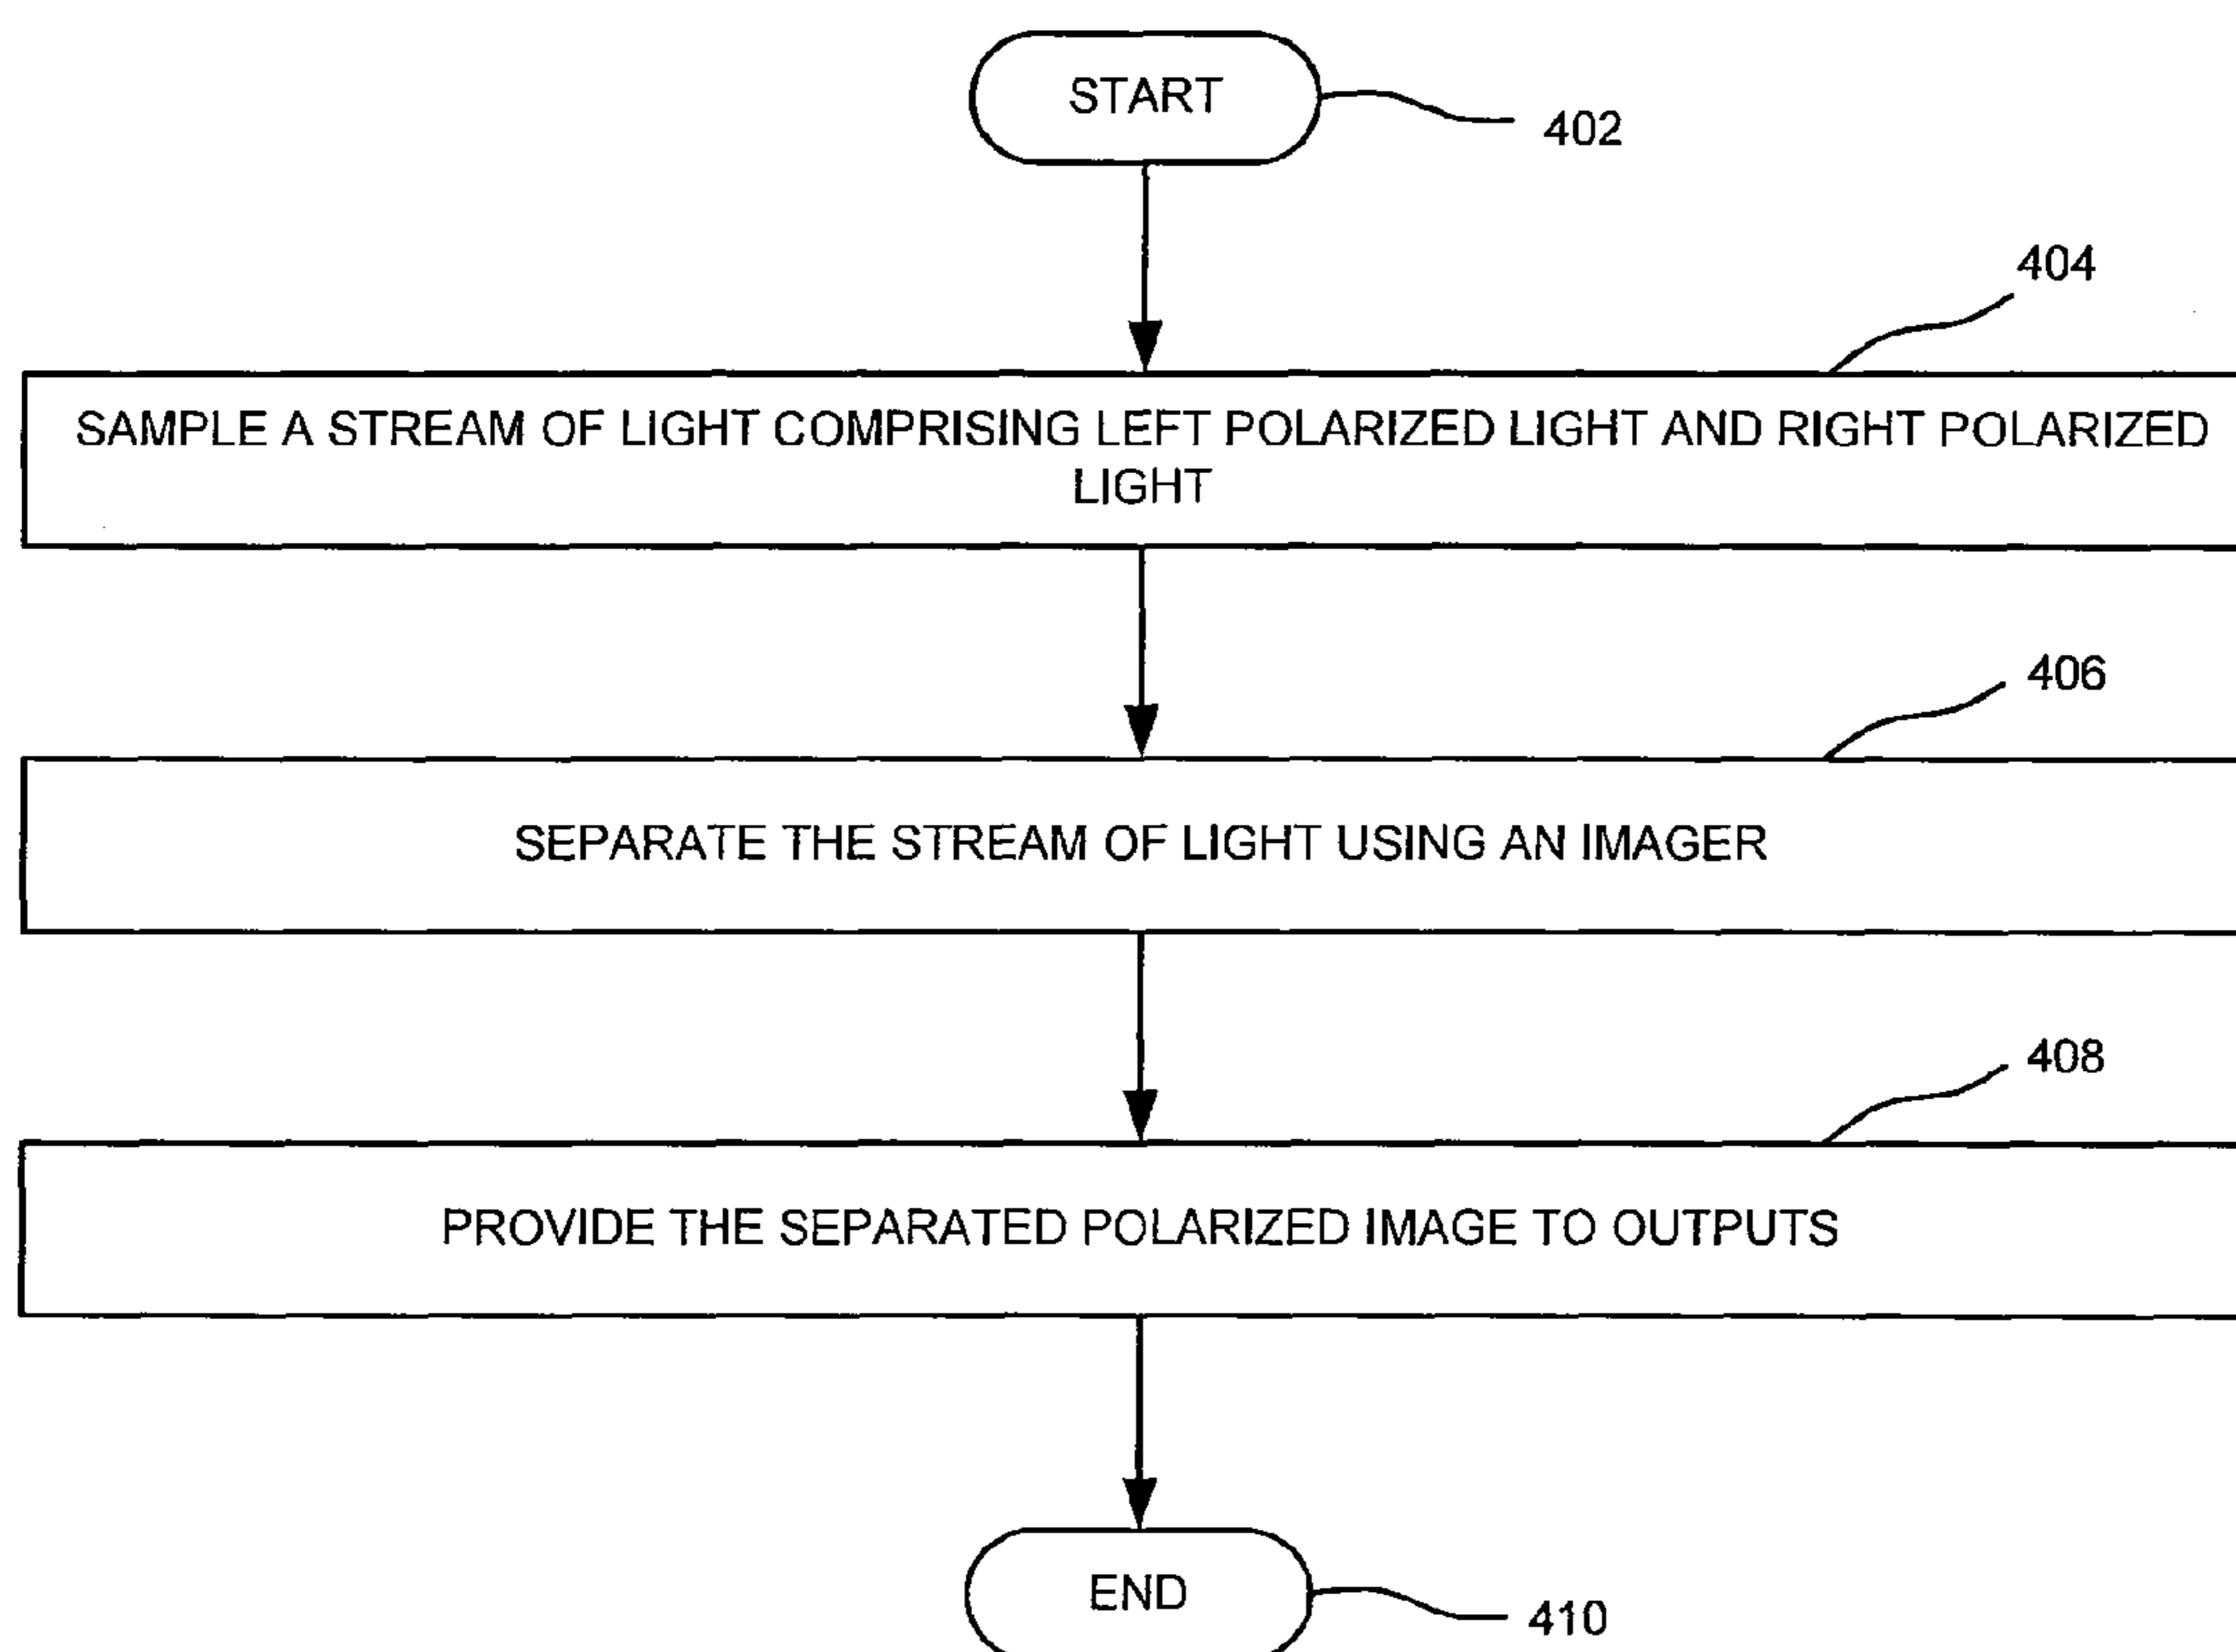 START
402
404
SAMPLE A STREAM OF LIGHT COMPRISING LEFT POLARIZED LIGHT AND RIGHT POLARIZED
LIGHT
406
SEPARATE THE STREAM OF LIGHT USING AN IMAGER
408
PROVIDE THE SEPARATED POLARIZED IMAGE TO OUTPUTS
END
410